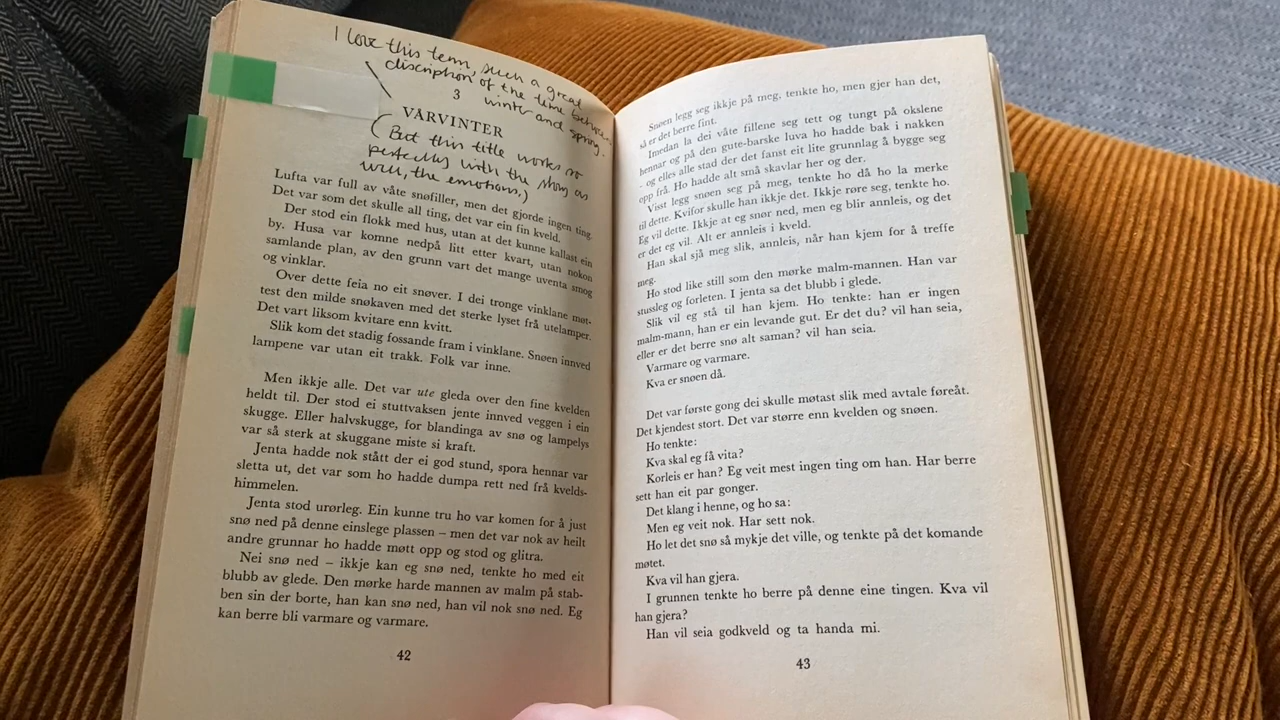 I love this term, such a great
discription of the time between
winter and spring.
3
VARVINTER
(But this title works so
perfectly with the story as
well, the emotions,)
Lufta var full av våte snøfiller, men det gjorde ingen ting.
Det var som det skulle all ting, det var ein fin kveld.
Der stod ein flokk med hus, utan at det kunne kallast ein
by. Husa var komne nedpå litt etter kvart, utan nokon
samlande plan, av den grunn vart det mange uventa smog
og vinklar.
Over dette feia no eit snøver. I dei tronge vinklane møt-
test den milde snøkaven med det sterke lyset frå utelamper.
Det vart liksom kvitare enn kvitt.
Slik kom det stadig fossande fram i vinklane. Snøen innved
lampene var utan eit trakk. Folk var inne.
Men ikkje alle. Det var ute gleda over den fine kvelden
heldt til. Der stod ei stuttvaksen jente innved veggen i ein
skugge. Eller halvskugge, for blandinga av snø og lampelys
var så sterk at skuggane miste si kraft.
Jenta hadde nok stått der ei god stund, spora hennar var
sletta ut, det var som ho hadde dumpa rett ned frå kvelds-
himmelen.
Jenta stod urørleg. Ein kunne tru ho var komen for å just
snø ned på denne einslege plassen – men det var nok av heilt
andre grunnar ho hadde møtt opp og stod og glitra.
Nei snø ned – ikkje kan eg snø ned, tenkte ho med eit
blubb av glede. Den mørke harde mannen av malm på stab-
ben sin der borte, han kan snø ned, han vil nok snø ned. Eg
kan berre bli varmare og varmare.
42
Snøen legg seg ikkje på meg, tenkte ho, men gjer han det,
så er det berre fint.
Imedan la dei våte fillene seg tett og tungt på okslene
hennar og på den gute-barske luva ho hadde bak i nakken
- og elles alle stad der det fanst eit lite grunnlag å bygge seg
opp frå. Ho hadde alt små skavlar her og der.
Visst legg snøen seg på meg, tenkte ho då ho la merke
til dette. Kvifor skulle han ikkje det. Ikkje røre seg, tenkte ho.
Eg vil dette. Ikkje at eg snør ned, men eg blir annleis, og det
er det eg vil. Alt er annleis i kveld.
Han skal sjå meg slik, annleis, når han kjem for å treffe
meg.
Ho stod like still som den mørke malm-mannen. Han var
stussleg og forleten. I jenta sa det blubb i glede.
Slik vil eg stå til han kjem. Ho tenkte: han er ingen
malm-mann, han er ein levande gut. Er det du? vil han seia,
eller er det berre snø alt saman? vil han seia.
Varmare og varmare.
Kva er snøen då.
Det var første gong dei skulle møtast slik med avtale føreåt.
Det kjendest stort. Det var større enn kvelden og snøen.
Ho tenkte:
Kva skal eg få vita?
Korleis er han? Eg veit mest ingen ting om han. Har berre
sett han eit par gonger.
Det klang i henne, og ho sa:
Men eg veit nok. Har sett nok.
Ho let det snø så mykje det ville, og tenkte på det komande
møtet.
Kva vil han gjera.
I grunnen tenkte ho berre på denne eine tingen. Kva vil
han gjera?
Han vil seia godkveld og ta handa mi.
43